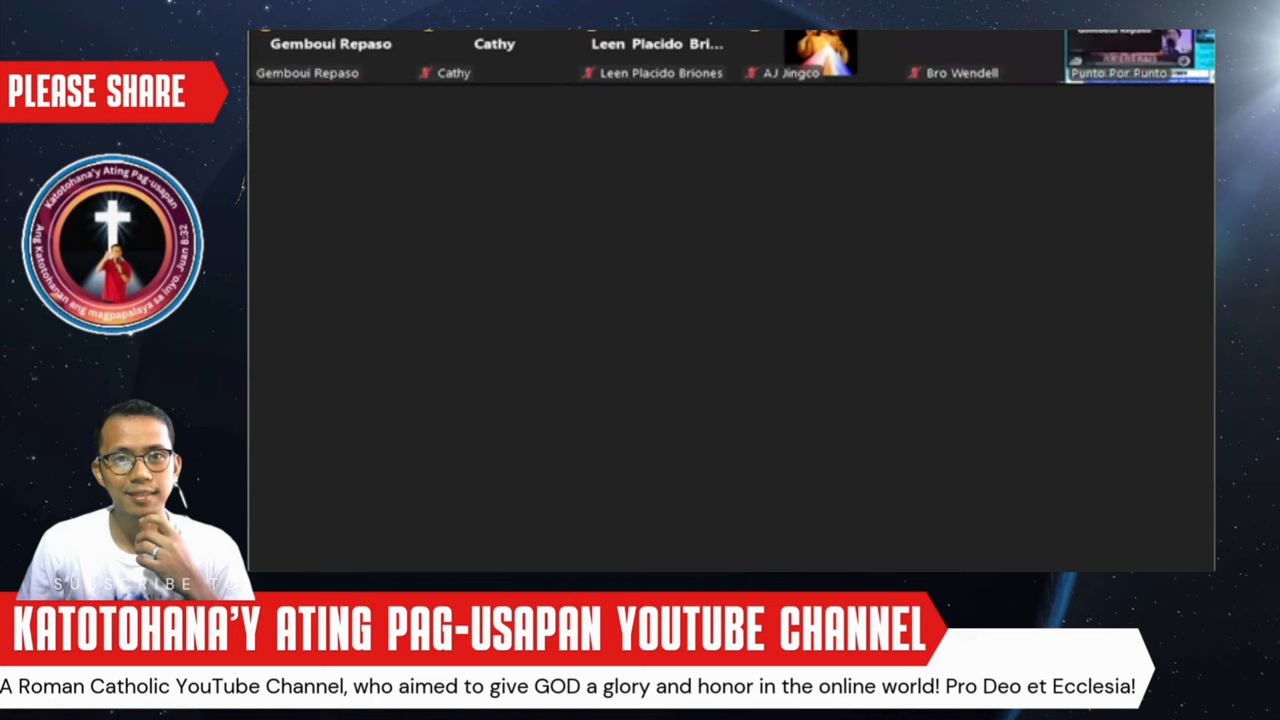 Gemboui Repaso
Cathy
Leen Placido Bri...
Gemboui Repaso
Cathy
Leen Placido Briones
AJ Jingco
Bro Wendell
Punto Por Punto
PLEASE SHARE
Katotohana'y Ating Pag-usapan
Ang Katotohanan ang magpapalaya sa inyo. Juan 8:32
SUBSCRIBE TO
KATOTOHANA'Y ATING PAG-USAPAN YOUTUBE CHANNEL
A Roman Catholic YouTube Channel, who aimed to give GOD a glory and honor in the online world! Pro Deo et Ecclesia!